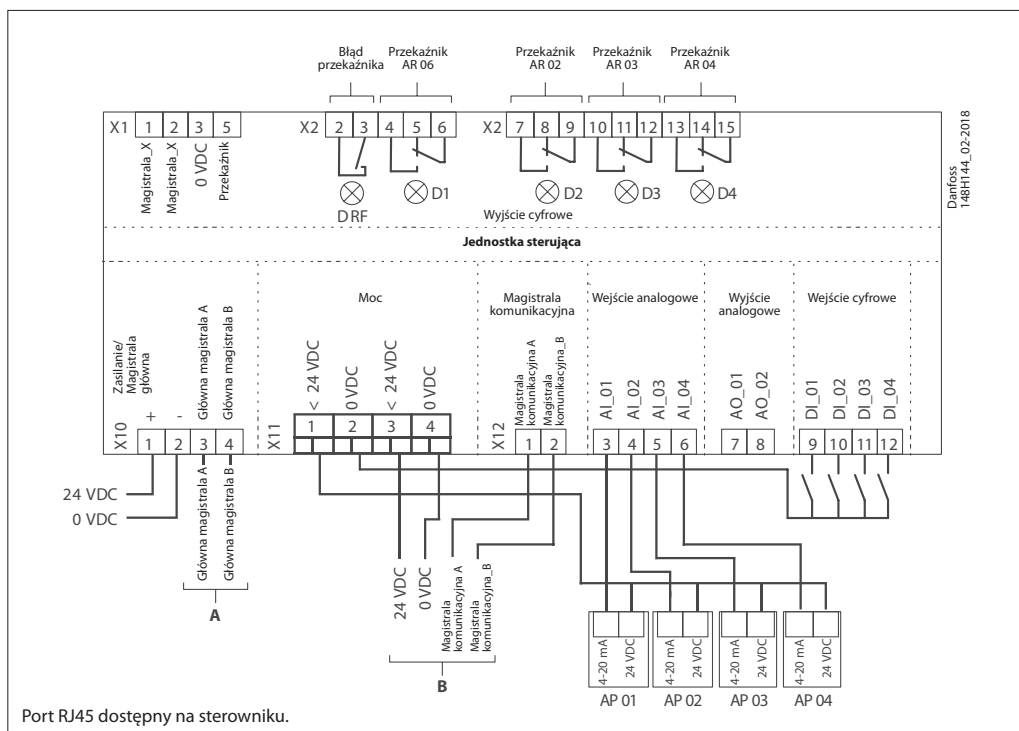 Błąd przekaźnika
Przekaźnik AR 06
Przekaźnik AR 02
Przekaźnik AR 03
Przekaźnik AR 04
X1 1 2 3 5
X2 2 3 4 5 6
X2 7 8 9 10 11 12 13 14 15
Magistrala_X
Magistrala_X
0 VDC
Przekaźnik
D RF
D1
D2
D3
D4
Wyjście cyfrowe
Danfoss
148H144_02-2018
Jednostka sterująca
Zasilanie/
Magistrala
główna
Główna magistrala A
Główna magistrala B
Moc
Magistrala
komunikacyjna
Wejście analogowe
Wyjście
analogowe
Wejście cyfrowe
+
-
< 24 VDC
0 VDC
< 24 VDC
0 VDC
Magistrala
komunikacyjna A
Magistrala
komunikacyjna_B
AI_01
AI_02
AI_03
AI_04
AO_01
AO_02
DI_01
DI_02
DI_03
DI_04
X10 1 2 3 4
X11 1 2 3 4
X12 1 2 3 4 5 6 7 8 9 10 11 12
24 VDC
0 VDC
Główna magistrala A
Główna magistrala B
A
24 VDC
0 VDC
Magistrala
komunikacyjna A
Magistrala
komunikacyjna_B
B
4-20 mA
24 VDC
4-20 mA
24 VDC
4-20 mA
24 VDC
4-20 mA
24 VDC
AP 01
AP 02
AP 03
AP 04
Port RJ45 dostępny na sterowniku.